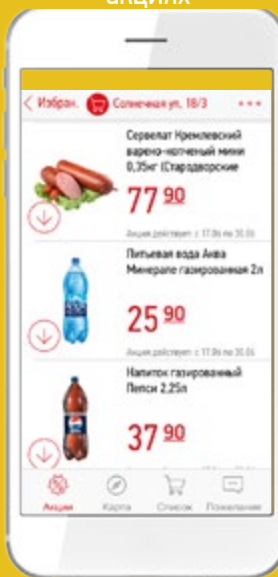 акциях
Избран. Солнечная ул. 18/3
Сервелат Кремлевский
варено-копченый мини
0,35кг (Стародворские
77 90
Акция действует с 17.06 по 30.06
Питьевая вода Аква
Минерале газированная 2л
25 90
Акция действует с 17.06 по 30.06
Напиток газированный
Пепси 2,25л
37 90
Акции Карта Список Пожелания